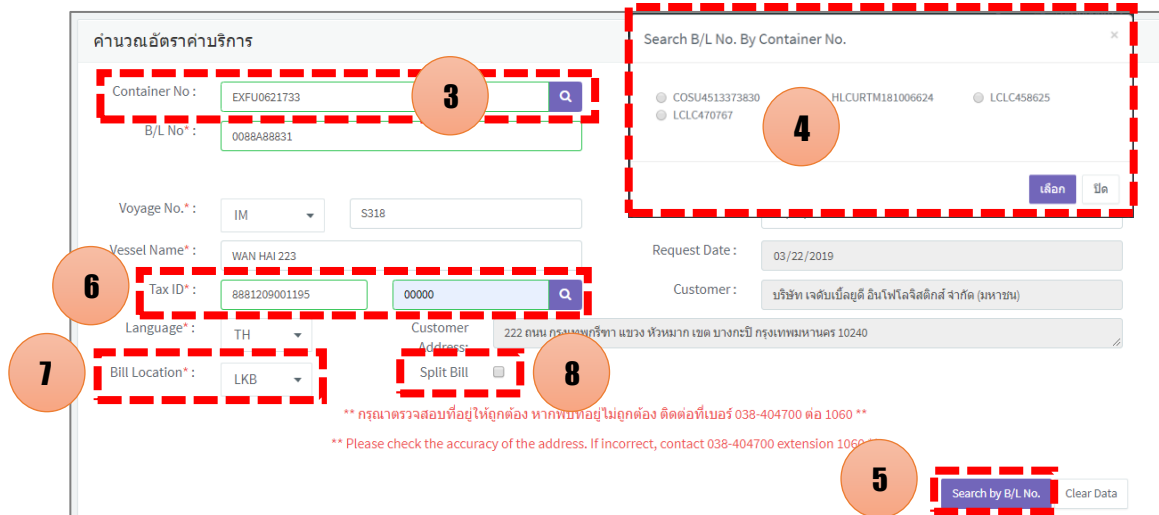 คำนวณอัตราค่าบริการ
Search B/L No. By Container No.
×
Container No :
EXFU0621733
3
COSU4513373830
HLCURTM181006624
LCLC458625
LCLC470767
4
B/L No* :
0088A88831
เลือก
ปิด
Voyage No.* :
IM
S318
Vessel Name* :
WAN HAI 223
Request Date :
03/22/2019
6
Tax ID* :
8881209001195
00000
Customer :
บริษัท เจดับเบิ้ลยูดี อินโฟโลจิสติกส์ จำกัด (มหาชน)
Language* :
TH
Customer
Address:
222 ถนน กรุงเทพกรีฑา แขวง หัวหมาก เขต บางกะปิ กรุงเทพมหานคร 10240
7
Bill Location* :
LKB
Split Bill
8
** กรุณาตรวจสอบที่อยู่ให้ถูกต้อง หากพบที่อยู่ไม่ถูกต้อง ติดต่อที่เบอร์ 038-404700 ต่อ 1060 **
** Please check the accuracy of the address. If incorrect, contact 038-404700 extension 1060
5
Search by B/L No.
Clear Data